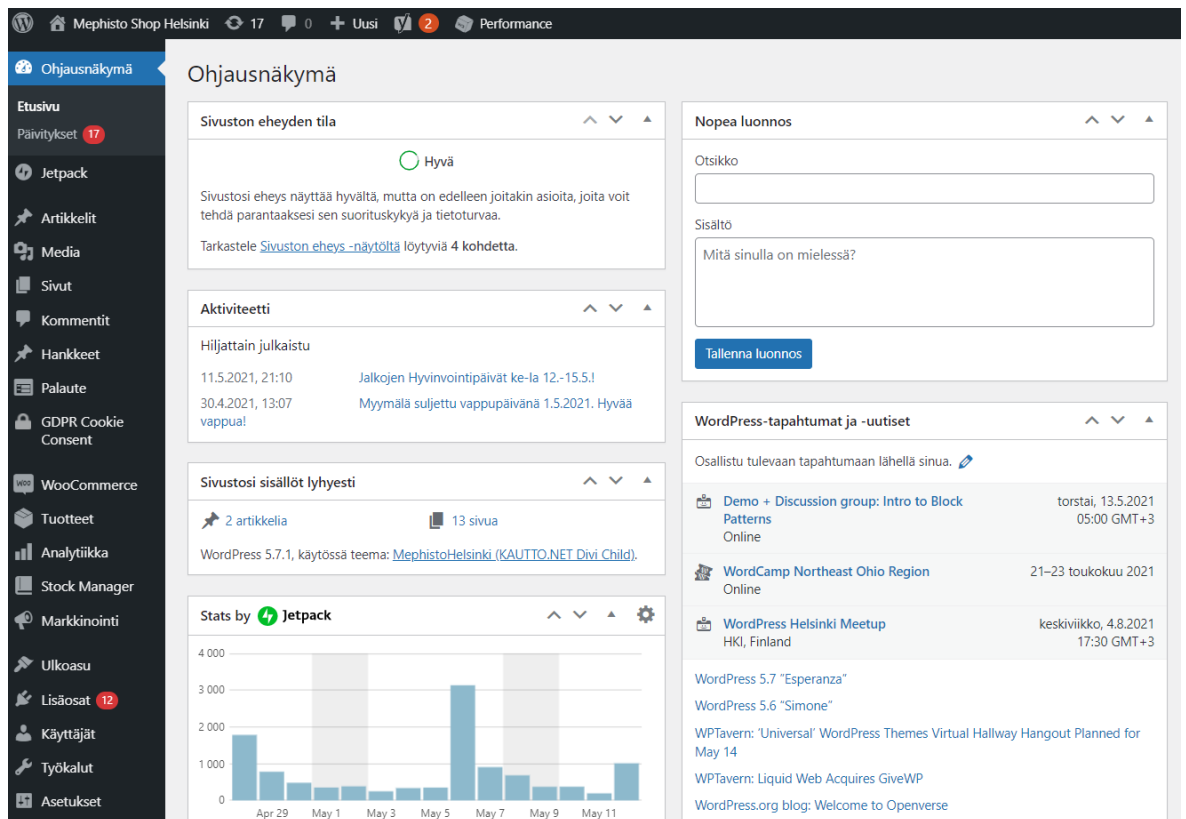 Mephisto Shop Helsinki 17 0 Uusi 2 Performance
Ohjausnäkymä
Etusivu
Päivitykset 17
Jetpack
Artikkelit
Media
Sivut
Kommentit
Hankkeet
Palaute
GDPR Cookie
Consent
WooCommerce
Tuotteet
Analytiikka
Stock Manager
Markkinointi
Ulkoasu
Lisäosat 12
Käyttäjät
Työkalut
Asetukset
Ohjausnäkymä
Sivuston eheyden tila
Hyvä
Sivustosi eheys näyttää hyvältä, mutta on edelleen joitakin asioita, joita voit
tehdä parantaaksesi sen suorituskykyä ja tietoturvaa.
Tarkastele Sivuston eheys -näytöltä löytyviä 4 kohdetta.
Aktiviteetti
Hiljattain julkaistu
11.5.2021, 21:10 Jalkojen Hyvinvointipäivät ke-la 12.-15.5.!
30.4.2021, 13:07 Myymälä suljettu vappupäivänä 1.5.2021. Hyvää
vappua!
Sivustosi sisällöt lyhyesti
2 artikkelia 13 sivua
WordPress 5.7.1, käytössä teema: MephistoHelsinki (KAUTTO.NET Divi Child).
Stats by Jetpack
4 000
3 000
2 000
1 000
0
Apr 29 May 1 May 3 May 5 May 7 May 9 May 11
Nopea luonnos
Otsikko
Sisältö
Mitä sinulla on mielessä?
Tallenna luonnos
WordPress-tapahtumat ja -uutiset
Osallistu tulevaan tapahtumaan lähellä sinua.
Demo + Discussion group: Intro to Block torstai, 13.5.2021
Patterns 05:00 GMT+3
Online
WordCamp Northeast Ohio Region 21–23 toukokuu 2021
Online
WordPress Helsinki Meetup keskiviikko, 4.8.2021
HKI, Finland 17:30 GMT+3
WordPress 5.7 “Esperanza”
WordPress 5.6 “Simone”
WPTavern: ‘Universal’ WordPress Themes Virtual Hallway Hangout Planned for
May 14
WPTavern: Liquid Web Acquires GiveWP
WordPress.org blog: Welcome to Openverse